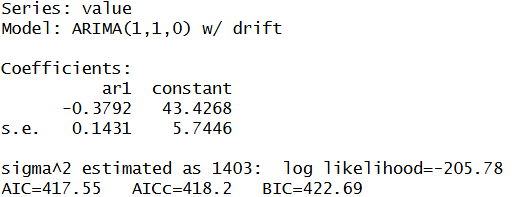 Series: value
Model: ARIMA(1,1,0) w/ drift
Coefficients:
ar1 constant
-0.3792 43.4268
s.e. 0.1431 5.7446
sigma^2 estimated as 1403: log likelihood=-205.78
AIC=417.55 AICc=418.2 BIC=422.69